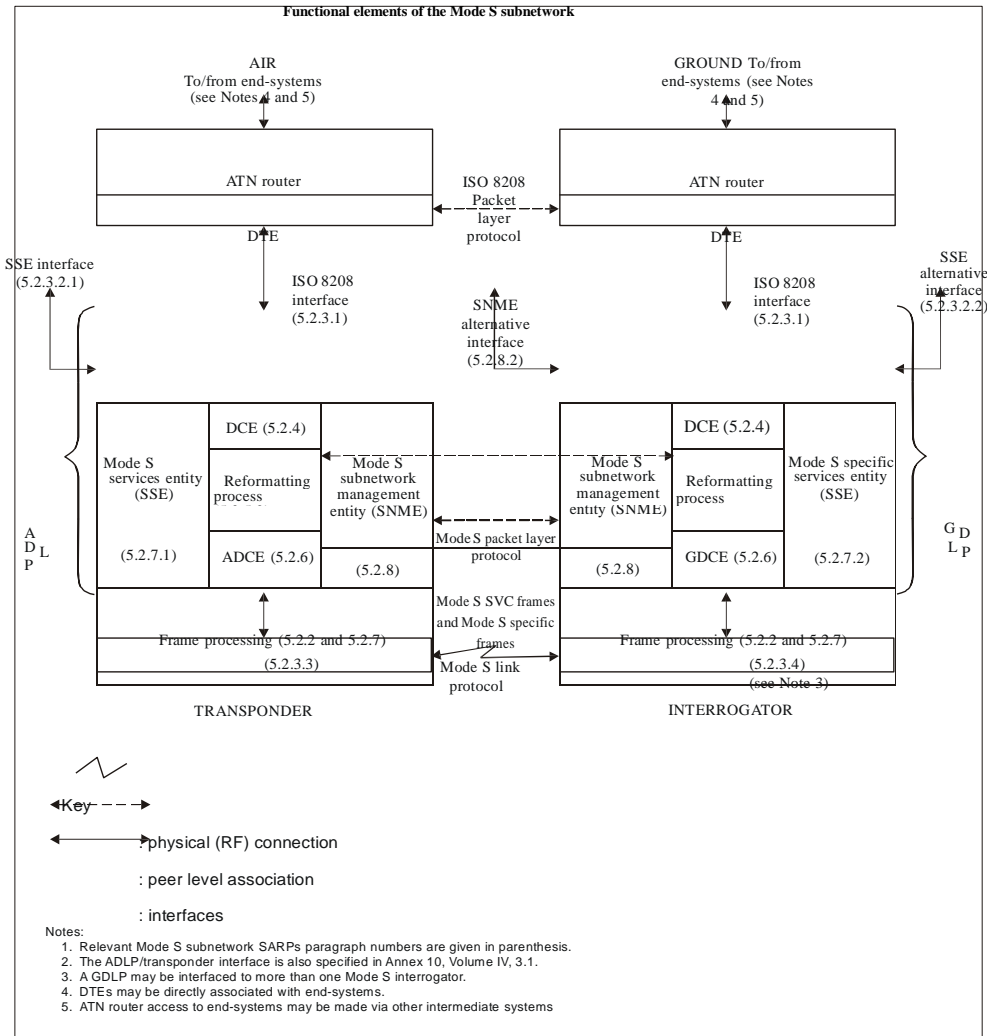 Functional elements of the Mode S subnetwork
AIR
To/from end-systems
(see Notes 4 and 5)
GROUND To/from
end-systems (see Notes
4 and 5)
ATN router
ISO 8208
Packet
layer
protocol
ATN router
DTE
DTE
SSE interface
(5.2.3.2.1)
ISO 8208
interface
(5.2.3.1)
SNME
alternative
interface
(5.2.8.2)
ISO 8208
interface
(5.2.3.1)
SSE
alternative
interface
(5.2.3.2.2)
Mode S
services entity
(SSE)
(5.2.7.1)
DCE (5.2.4)
Reformatting
process
ADCE (5.2.6)
Mode S
subnetwork
management
entity (SNME)
(5.2.8)
Mode S packet layer
protocol
Mode S
subnetwork
management
entity (SNME)
(5.2.8)
DCE (5.2.4)
Reformatting
process
GDCE (5.2.6)
Mode S specific
services entity
(SSE)
(5.2.7.2)
ADLP
GDLP
Mode S SVC frames
and Mode S specific
frames
Frame processing (5.2.2 and 5.2.7)
(5.2.3.3)
Mode S link
protocol
Frame processing (5.2.2 and 5.2.7)
(5.2.3.4)
(see Note 3)
TRANSPONDER
INTERROGATOR
Key
: physical (RF) connection
: peer level association
: interfaces
Notes:
1. Relevant Mode S subnetwork SARPs paragraph numbers are given in parenthesis.
2. The ADLP/transponder interface is also specified in Annex 10, Volume IV, 3.1.
3. A GDLP may be interfaced to more than one Mode S interrogator.
4. DTEs may be directly associated with end-systems.
5. ATN router access to end-systems may be made via other intermediate systems